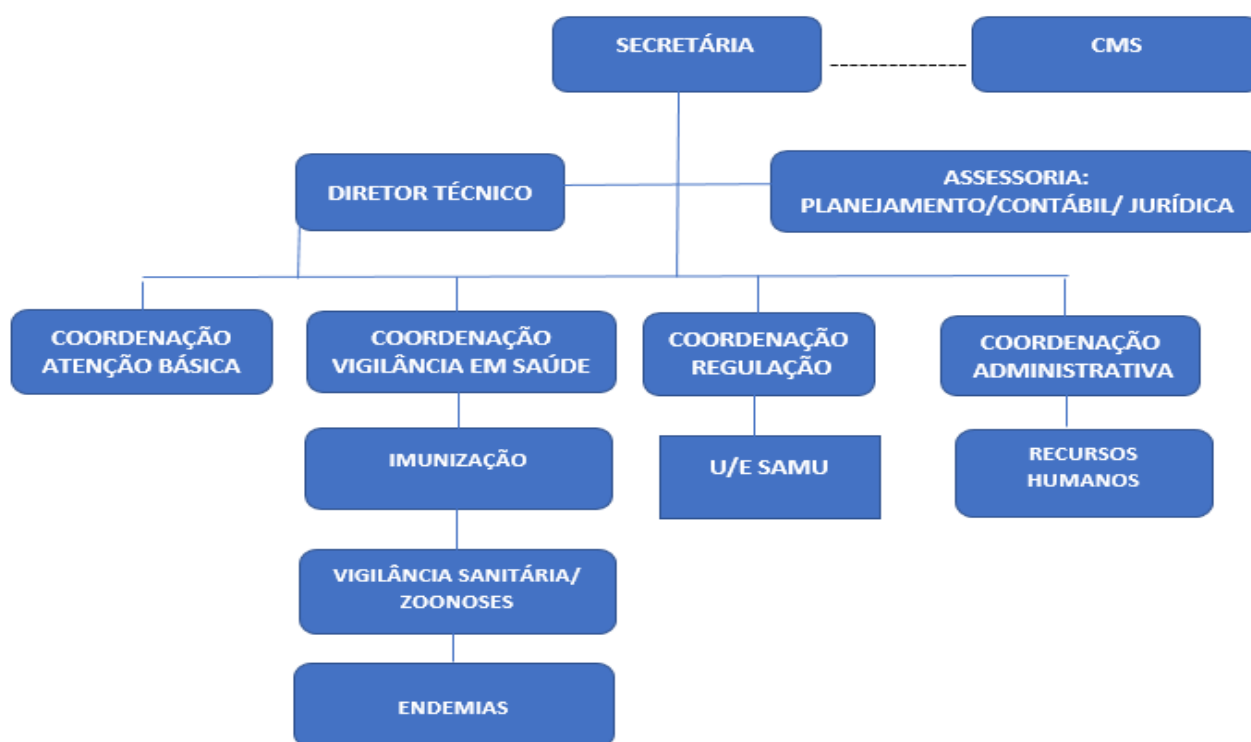 SECRETÁRIA
CMS
DIRETOR TÉCNICO
ASSESSORIA:
PLANEJAMENTO/CONTÁBIL/ JURÍDICA
COORDENAÇÃO
ATENÇÃO BÁSICA
COORDENAÇÃO
VIGILÂNCIA EM SAÚDE
COORDENAÇÃO
REGULAÇÃO
COORDENAÇÃO
ADMINISTRATIVA
IMUNIZAÇÃO
U/E SAMU
RECURSOS
HUMANOS
VIGILÂNCIA SANITÁRIA/
ZOONOSES
ENDEMIAS